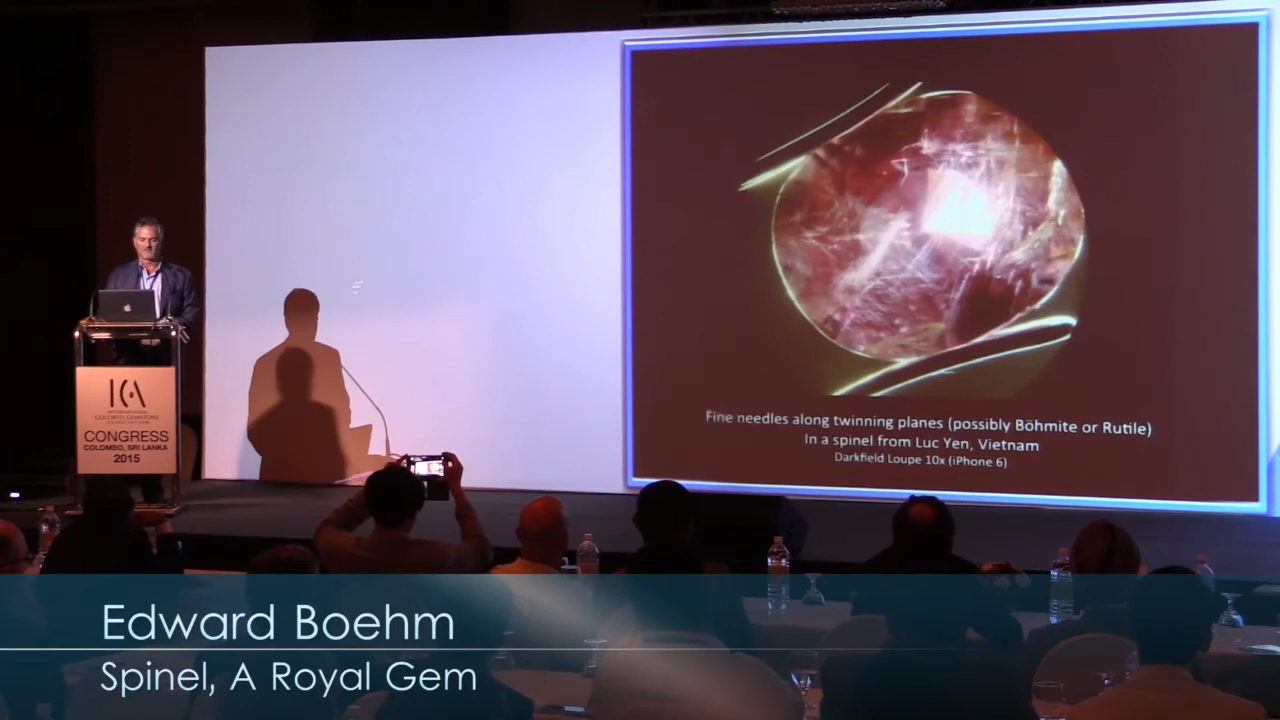 Fine needles along twinning planes (possibly Böhmite or Rutile)
In a spinel from Luc Yen, Vietnam
Darkfield Loupe 10x (iPhone 6)
ICA
INTERNATIONAL
COLORED GEMSTONE
ASSOCIATION
CONGRESS
COLOMBO, SRI LANKA
2015
Edward Boehm
Spinel, A Royal Gem